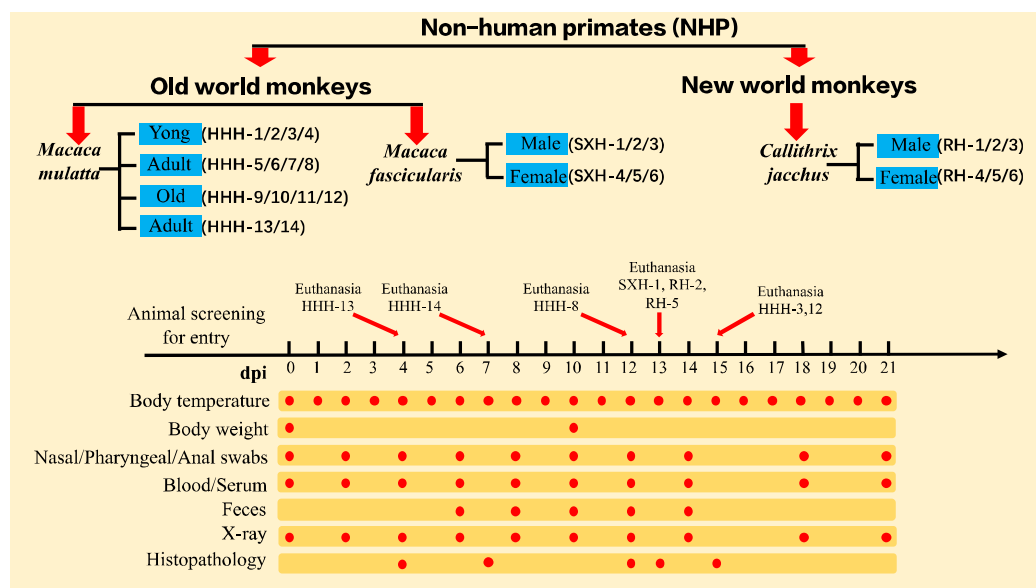 Non-human primates (NHP)
Old world monkeys
New world monkeys
Macaca
mulatta
Yong (HHH-1/2/3/4)
Adult (HHH-5/6/7/8)
Old (HHH-9/10/11/12)
Adult (HHH-13/14)
Macaca
fascicularis
Male (SXH-1/2/3)
Female (SXH-4/5/6)
Callithrix
jacchus
Male (RH-1/2/3)
Female (RH-4/5/6)
Animal screening
for entry
Euthanasia
HHH-13
Euthanasia
HHH-14
Euthanasia
HHH-8
Euthanasia
SXH-1, RH-2,
RH-5
Euthanasia
HHH-3,12
dpi 0 1 2 3 4 5 6 7 8 9 10 11 12 13 14 15 16 17 18 19 20 21
Body temperature
Body weight
Nasal/Pharyngeal/Anal swabs
Blood/Serum
Feces
X-ray
Histopathology